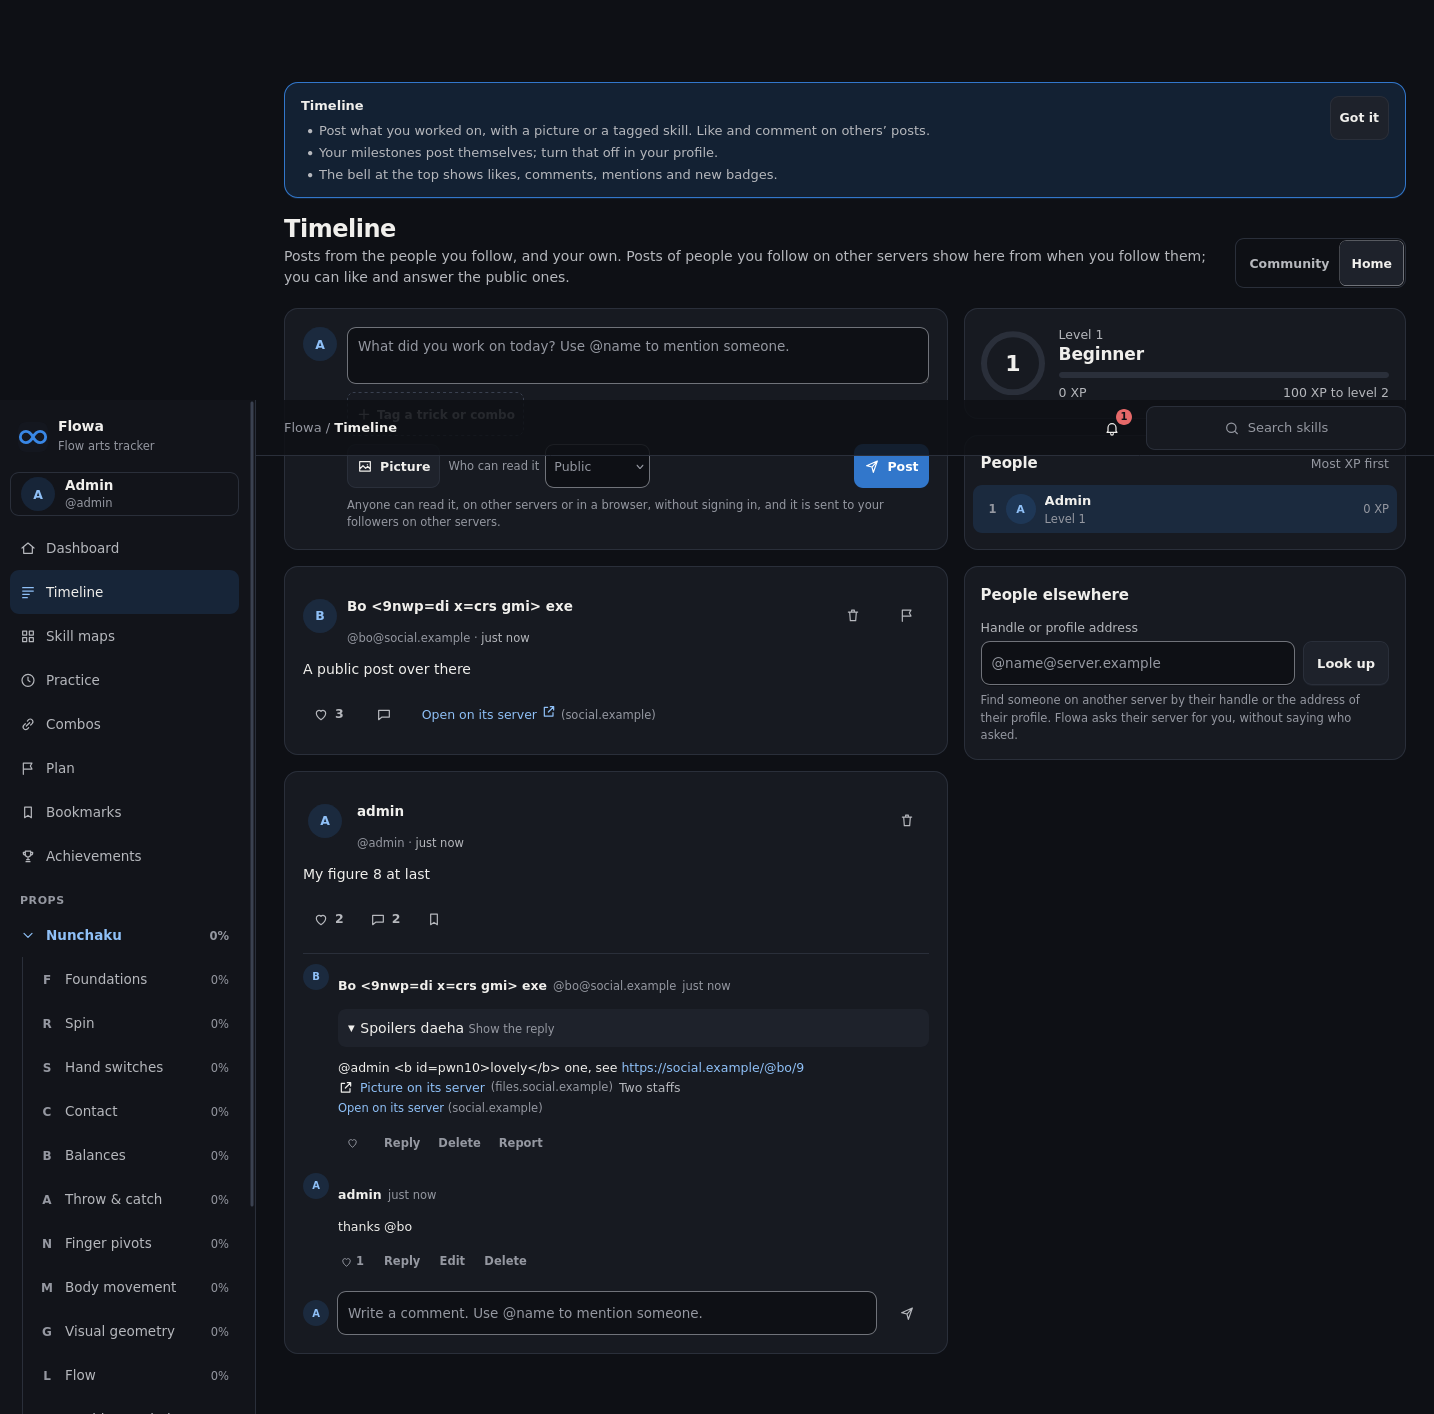 Timeline
Got it
• Post what you worked on, with a picture or a tagged skill. Like and comment on others’ posts.
• Your milestones post themselves; turn that off in your profile.
• The bell at the top shows likes, comments, mentions and new badges.
Timeline
Posts from the people you follow, and your own. Posts of people you follow on other servers show here from when you follow them;
you can like and answer the public ones.
Community
Home
A
What did you work on today? Use @name to mention someone.
+ Tag a trick or combo
1
Level 1
Beginner
0 XP
100 XP to level 2
Flowa
Flow arts tracker
Flowa / Timeline
1
Search skills
A
Admin
@admin
Dashboard
Timeline
Skill maps
Practice
Combos
Plan
Bookmarks
Achievements
PROPS
Nunchaku 0%
F Foundations 0%
R Spin 0%
S Hand switches 0%
C Contact 0%
B Balances 0%
A Throw & catch 0%
N Finger pivots 0%
M Body movement 0%
G Visual geometry 0%
L Flow 0%
Picture
Who can read it
Public
Post
Anyone can read it, on other servers or in a browser, without signing in, and it is sent to your
followers on other servers.
People
Most XP first
1
A
Admin
Level 1
0 XP
People elsewhere
Handle or profile address
@name@server.example
Look up
Find someone on another server by their handle or the address of
their profile. Flowa asks their server for you, without saying who
asked.
B
Bo <9nwp=di x=crs gmi> exe
@bo@social.example · just now
A public post over there
3
Open on its server (social.example)
A
admin
@admin · just now
My figure 8 at last
2
2
B
Bo <9nwp=di x=crs gmi> exe @bo@social.example just now
▾ Spoilers daeha Show the reply
@admin <b id=pwn10>lovely</b> one, see https://social.example/@bo/9
Picture on its server (files.social.example) Two staffs
Open on its server (social.example)
Reply Delete Report
A
admin just now
thanks @bo
1 Reply Edit Delete
A
Write a comment. Use @name to mention someone.